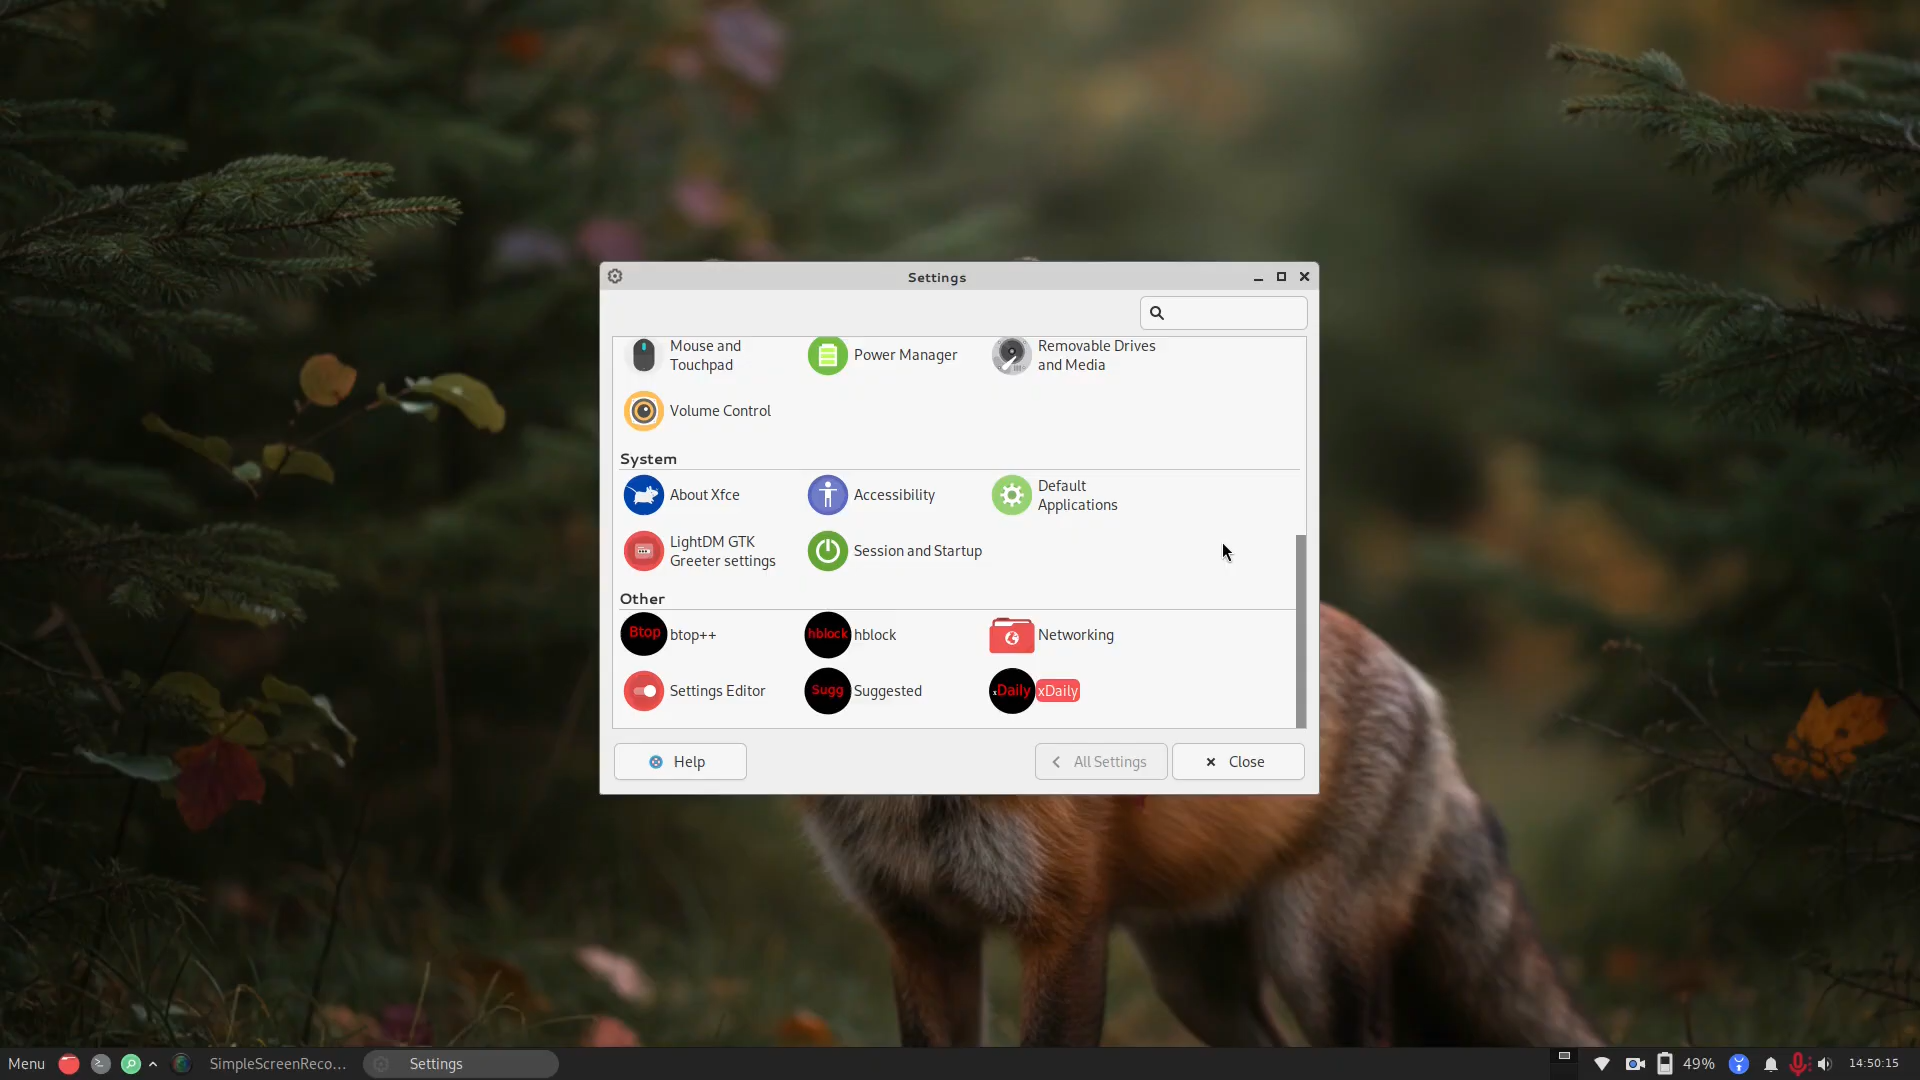 Settings
Mouse and
Touchpad
Power Manager
Removable Drives
and Media
Volume Control
System
About Xfce
Accessibility
Default
Applications
LightDM GTK
Greeter settings
Session and Startup
Other
Btop
btop++
hblock
hblock
Networking
Settings Editor
Sugg
Suggested
xDaily
xDaily
Help
All Settings
Close
Menu
SimpleScreenReco...
Settings
49%
14:50:15